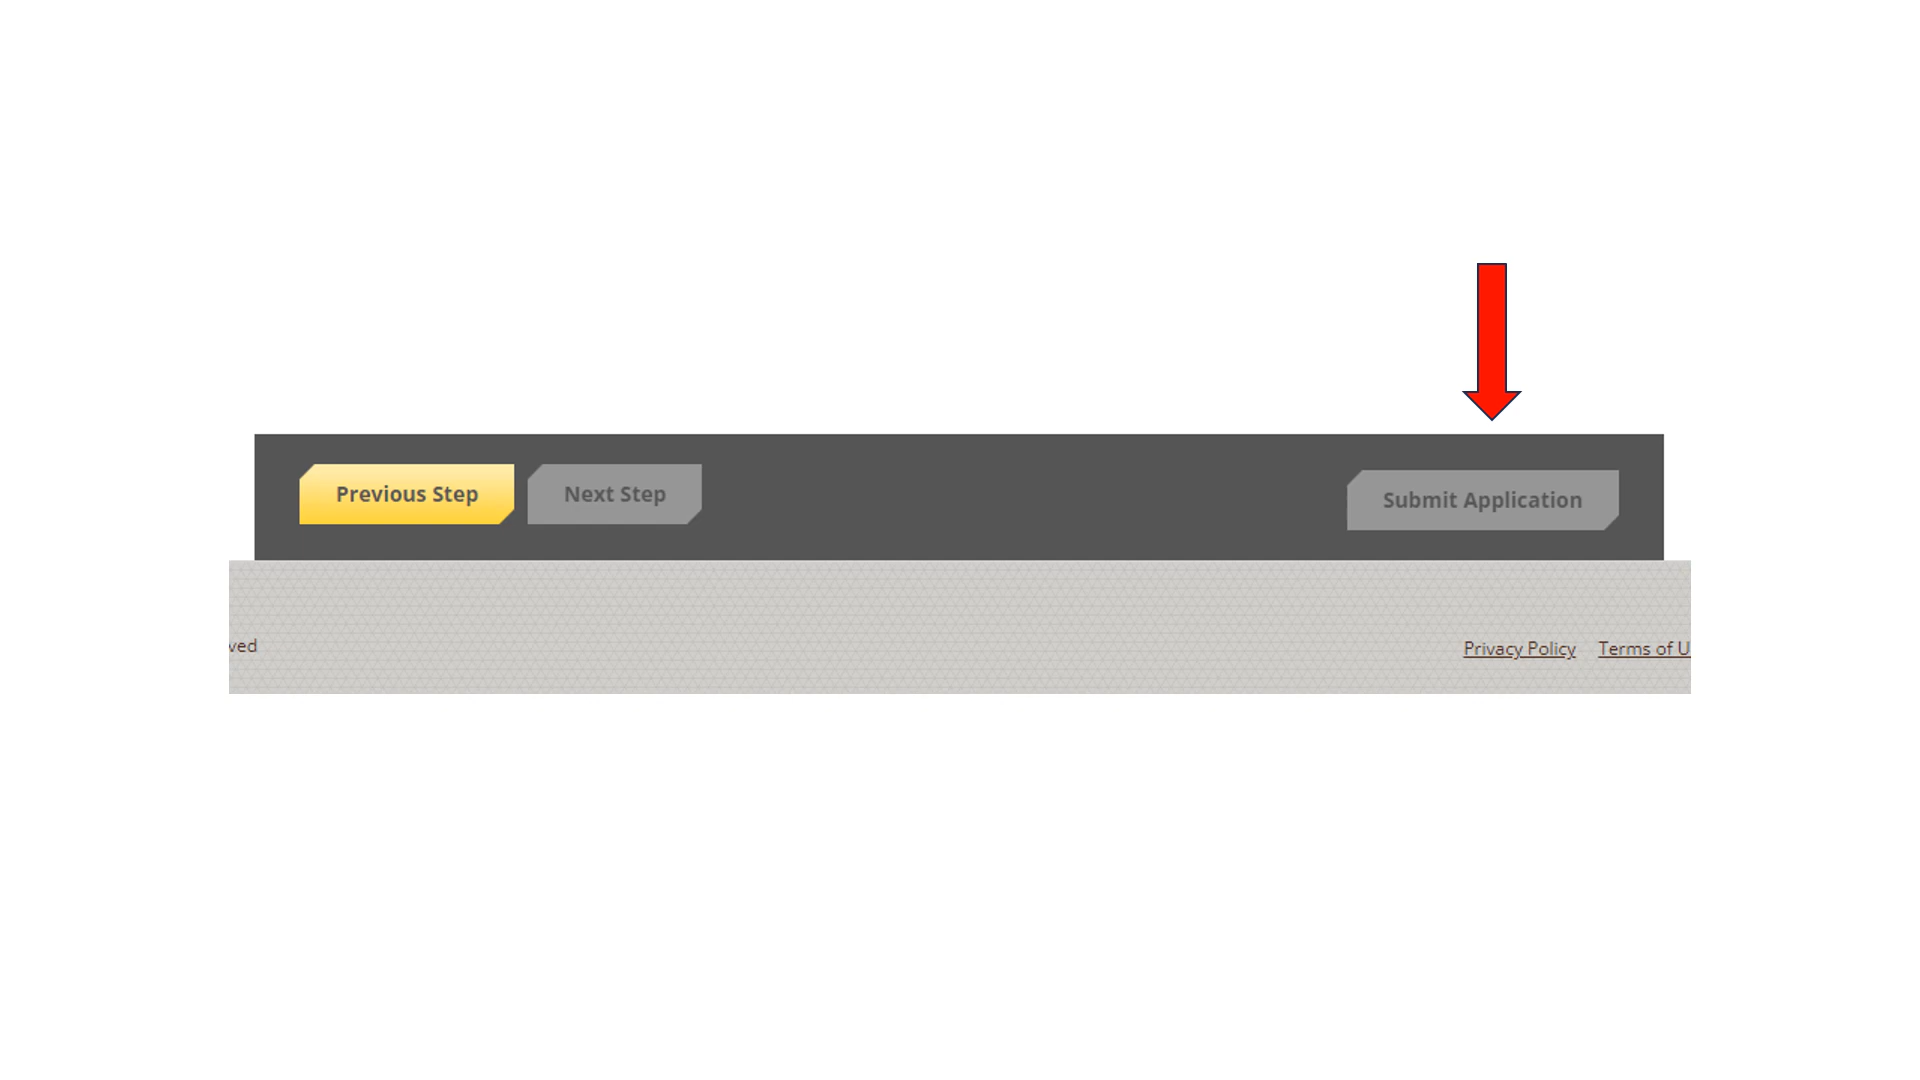 Previous Step
Next Step
Submit Application
ved
Privacy Policy
Terms of U